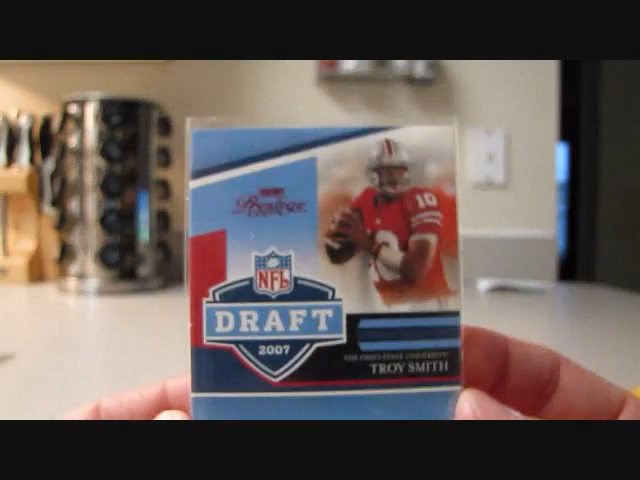 Prestige
10
NFL
DRAFT
2007
THE OHIO STATE UNIVERSITY
TROY SMITH